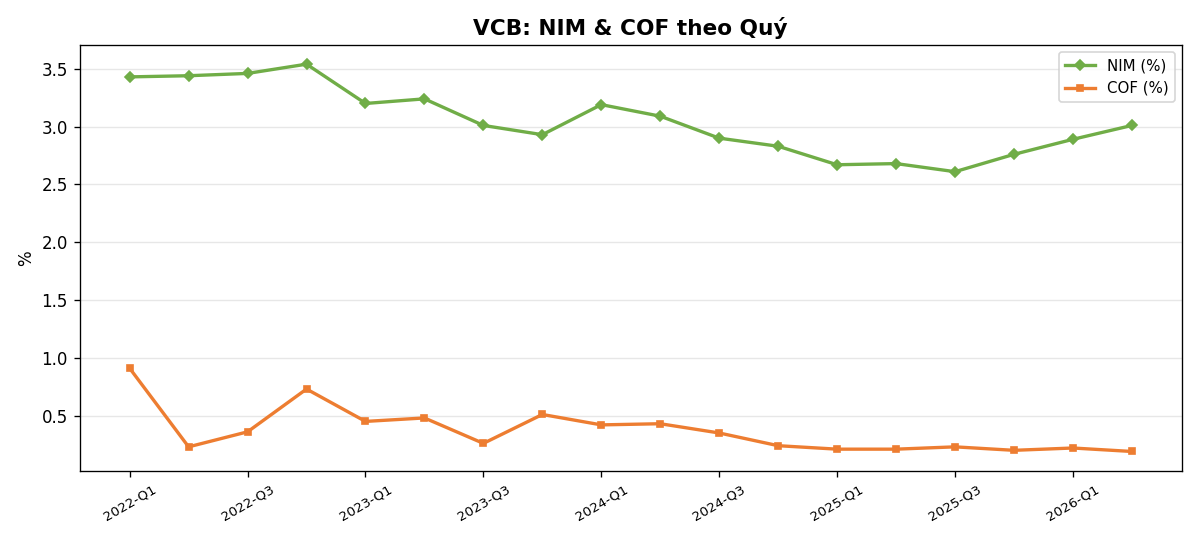 VCB: NIM & COF theo Quý
NIM (%)
COF (%)
%
3.5
3.0
2.5
2.0
1.5
1.0
0.5
2022-Q1
2022-Q3
2023-Q1
2023-Q3
2024-Q1
2024-Q3
2025-Q1
2025-Q3
2026-Q1